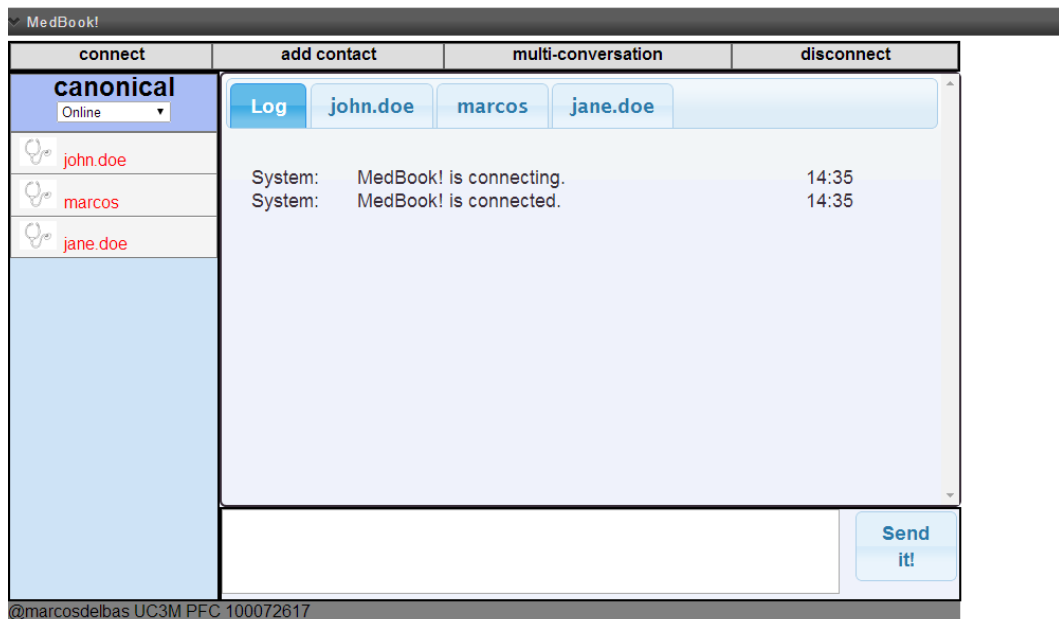 MedBook!
connect add contact multi-conversation disconnect
canonical
Online
john.doe
marcos
jane.doe
Log john.doe marcos jane.doe
System: MedBook! is connecting. 14:35
System: MedBook! is connected. 14:35
Send
it!
@marcosdelbas UC3M PFC 100072617